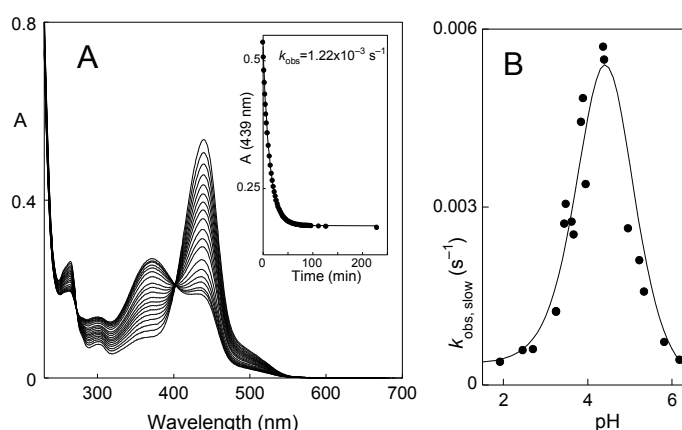 0.8
A
A
0.4
0
300
400
500
600
700
Wavelength (nm)
k_obs=1.22x10⁻³ s⁻¹
0.5
0.25
A (439 nm)
0
100
200
Time (min)
B
0.006
0.003
0
k_obs, slow (s⁻¹)
2
4
6
pH